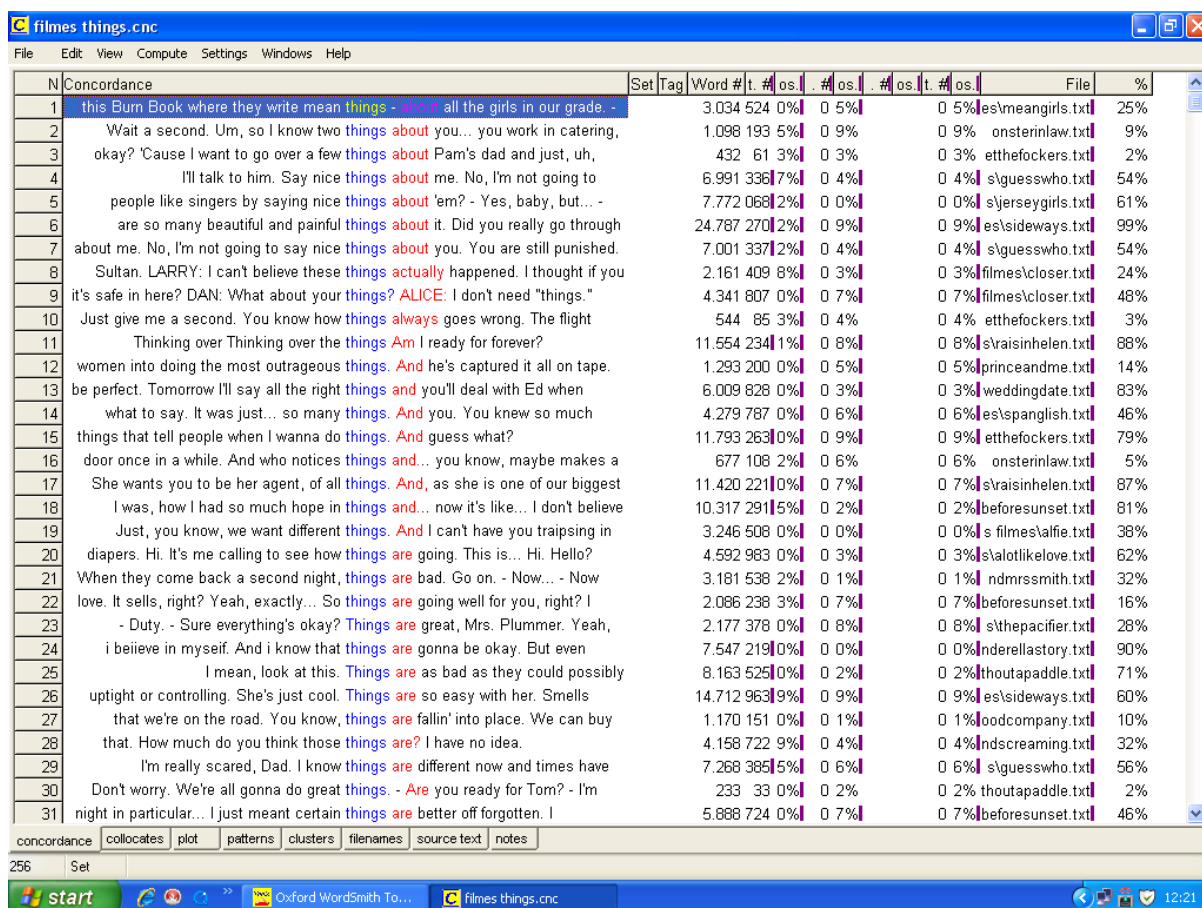 filmes things.cnc
File Edit View Compute Settings Windows Help
N Concordance Set Tag Word # t. # os. . # os. . # os. t. # os. File %
1 this Burn Book where they write mean things - about all the girls in our grade. - 3.034 524 0% 0 5% 0 5% es\meangirls.txt 25%
2 Wait a second. Um, so I know two things about you... you work in catering, 1.098 193 5% 0 9% 0 9% onsterinlaw.txt 9%
3 okay? 'Cause I want to go over a few things about Pam's dad and just, uh, 432 61 3% 0 3% 0 3% etthefockers.txt 2%
4 I'll talk to him. Say nice things about me. No, I'm not going to 6.991 336 7% 0 4% 0 4% s\guesswho.txt 54%
5 people like singers by saying nice things about 'em? - Yes, baby, but... - 7.772 068 2% 0 0% 0 0% s\jerseygirls.txt 61%
6 are so many beautiful and painful things about it. Did you really go through 24.787 270 2% 0 9% 0 9% es\sideways.txt 99%
7 about me. No, I'm not going to say nice things about you. You are still punished. 7.001 337 2% 0 4% 0 4% s\guesswho.txt 54%
8 Sultan. LARRY: I can't believe these things actually happened. I thought if you 2.161 409 8% 0 3% 0 3% filmes\closer.txt 24%
9 it's safe in here? DAN: What about your things? ALICE: I don't need "things." 4.341 807 0% 0 7% 0 7% filmes\closer.txt 48%
10 Just give me a second. You know how things always goes wrong. The flight 544 85 3% 0 4% 0 4% etthefockers.txt 3%
11 Thinking over Thinking over the things Am I ready for forever? 11.554 234 1% 0 8% 0 8% s\raisinhelen.txt 88%
12 women into doing the most outrageous things. And he's captured it all on tape. 1.293 200 0% 0 5% 0 5% princeandme.txt 14%
13 be perfect. Tomorrow I'll say all the right things and you'll deal with Ed when 6.009 828 0% 0 3% 0 3% weddingdate.txt 83%
14 what to say. It was just... so many things. And you. You knew so much 4.279 787 0% 0 6% 0 6% es\spanglish.txt 46%
15 things that tell people when I wanna do things. And guess what? 11.793 263 0% 0 9% 0 9% etthefockers.txt 79%
16 door once in a while. And who notices things and... you know, maybe makes a 677 108 2% 0 6% 0 6% onsterinlaw.txt 5%
17 She wants you to be her agent, of all things. And, as she is one of our biggest 11.420 221 0% 0 7% 0 7% s\raisinhelen.txt 87%
18 I was, how I had so much hope in things and... now it's like... I don't believe 10.317 291 5% 0 2% 0 2% beforesunset.txt 81%
19 Just, you know, we want different things. And I can't have you traipsing in 3.246 508 0% 0 0% 0 0% s filmes\alfie.txt 38%
20 diapers. Hi. It's me calling to see how things are going. This is... Hi. Hello? 4.592 983 0% 0 3% 0 3% s\alotlikelove.txt 62%
21 When they come back a second night, things are bad. Go on. - Now... - Now 3.181 538 2% 0 1% 0 1% ndmrssmith.txt 32%
22 love. It sells, right? Yeah, exactly... So things are going well for you, right? I 2.086 238 3% 0 7% 0 7% beforesunset.txt 16%
23 - Duty. - Sure everything's okay? Things are great, Mrs. Plummer. Yeah, 2.177 378 0% 0 8% 0 8% s\thepacifier.txt 28%
24 i beiieve in myseif. And i know that things are gonna be okay. But even 7.547 219 0% 0 0% 0 0% nderellastory.txt 90%
25 I mean, look at this. Things are as bad as they could possibly 8.163 525 0% 0 2% 0 2% thoutapaddle.txt 71%
26 uptight or controlling. She's just cool. Things are so easy with her. Smells 14.712 963 9% 0 9% 0 9% es\sideways.txt 60%
27 that we're on the road. You know, things are fallin' into place. We can buy 1.170 151 0% 0 1% 0 1% oodcompany.txt 10%
28 that. How much do you think those things are? I have no idea. 4.158 722 9% 0 4% 0 4% ndscreaming.txt 32%
29 I'm really scared, Dad. I know things are different now and times have 7.268 385 5% 0 6% 0 6% s\guesswho.txt 56%
30 Don't worry. We're all gonna do great things. - Are you ready for Tom? - I'm 233 33 0% 0 2% 0 2% thoutapaddle.txt 2%
31 night in particular... I just meant certain things are better off forgotten. I 5.888 724 0% 0 7% 0 7% beforesunset.txt 46%
concordance collocates plot patterns clusters filenames source text notes
256 Set
start Oxford WordSmith To... filmes things.cnc 12:21